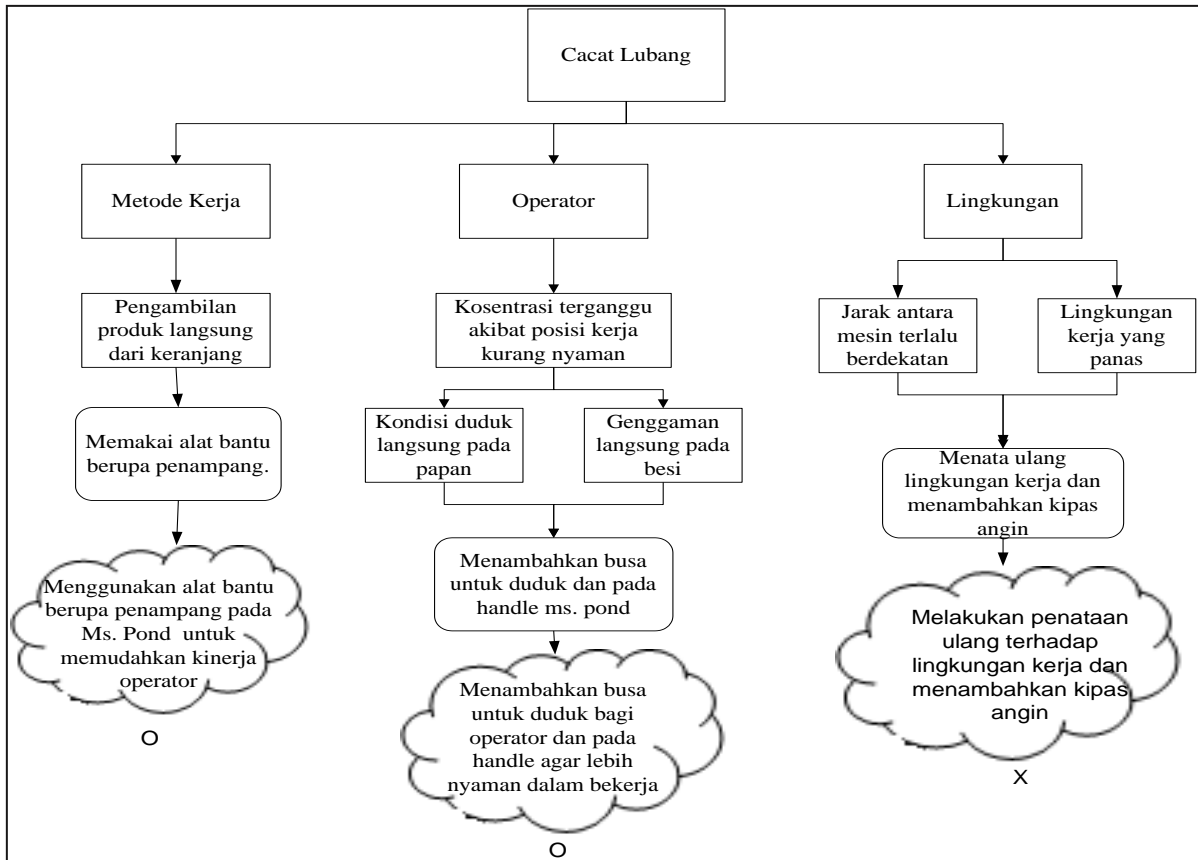 Cacat Lubang
Metode Kerja
Operator
Lingkungan
Pengambilan
produk langsung
dari keranjang
Kosentrasi terganggu
akibat posisi kerja
kurang nyaman
Jarak antara
mesin terlalu
berdekatan
Lingkungan
kerja yang
panas
Memakai alat bantu
berupa penampang.
Kondisi duduk
langsung pada
papan
Genggaman
langsung pada
besi
Menata ulang
lingkungan kerja dan
menambahkan kipas
angin
Menambahkan busa
untuk duduk dan pada
handle ms. pond
Menggunakan alat bantu
berupa penampang pada
Ms. Pond untuk
memudahkan kinerja
operator
O
Menambahkan busa
untuk duduk bagi
operator dan pada
handle agar lebih
nyaman dalam bekerja
O
Melakukan penataan
ulang terhadap
lingkungan kerja dan
menambahkan kipas
angin
X